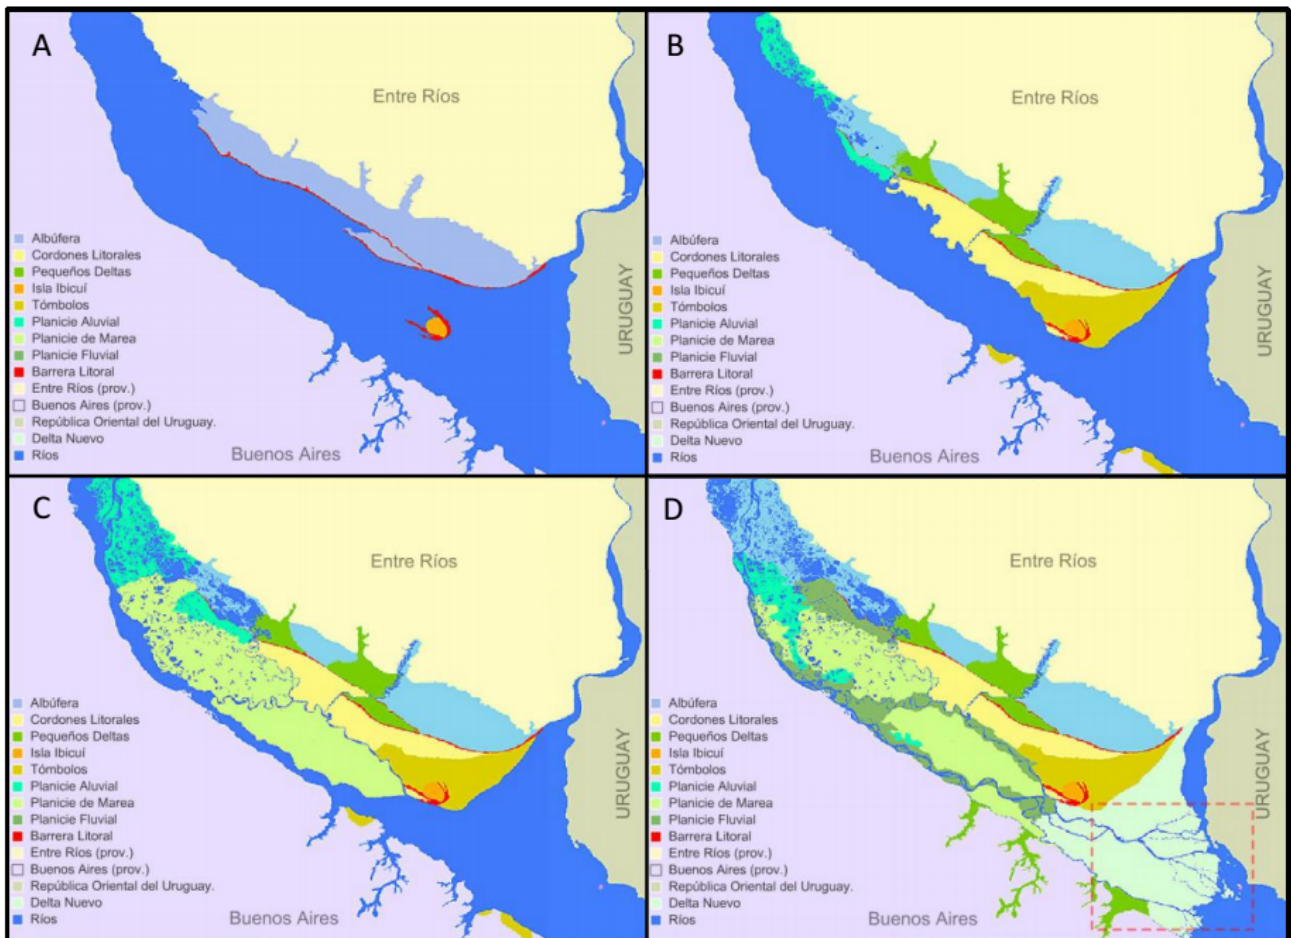 A
Entre Ríos
URUGUAY
Albúfera
Cordones Litorales
Pequeños Deltas
Isla Ibicuí
Tómbolos
Planicie Aluvial
Planicie de Marea
Planicie Fluvial
Barrera Litoral
Entre Ríos (prov.)
Buenos Aires (prov.)
República Oriental del Uruguay.
Delta Nuevo
Ríos
Buenos Aires
B
Entre Ríos
URUGUAY
Albúfera
Cordones Litorales
Pequeños Deltas
Isla Ibicuí
Tómbolos
Planicie Aluvial
Planicie de Marea
Planicie Fluvial
Barrera Litoral
Entre Ríos (prov.)
Buenos Aires (prov.)
República Oriental del Uruguay.
Delta Nuevo
Ríos
Buenos Aires
C
Entre Ríos
URUGUAY
Albúfera
Cordones Litorales
Pequeños Deltas
Isla Ibicuí
Tómbolos
Planicie Aluvial
Planicie de Marea
Planicie Fluvial
Barrera Litoral
Entre Ríos (prov.)
Buenos Aires (prov.)
República Oriental del Uruguay.
Delta Nuevo
Ríos
Buenos Aires
D
Entre Ríos
URUGUAY
Albúfera
Cordones Litorales
Pequeños Deltas
Isla Ibicuí
Tómbolos
Planicie Aluvial
Planicie de Marea
Planicie Fluvial
Barrera Litoral
Entre Ríos (prov.)
Buenos Aires (prov.)
República Oriental del Uruguay.
Delta Nuevo
Ríos
Buenos Aires